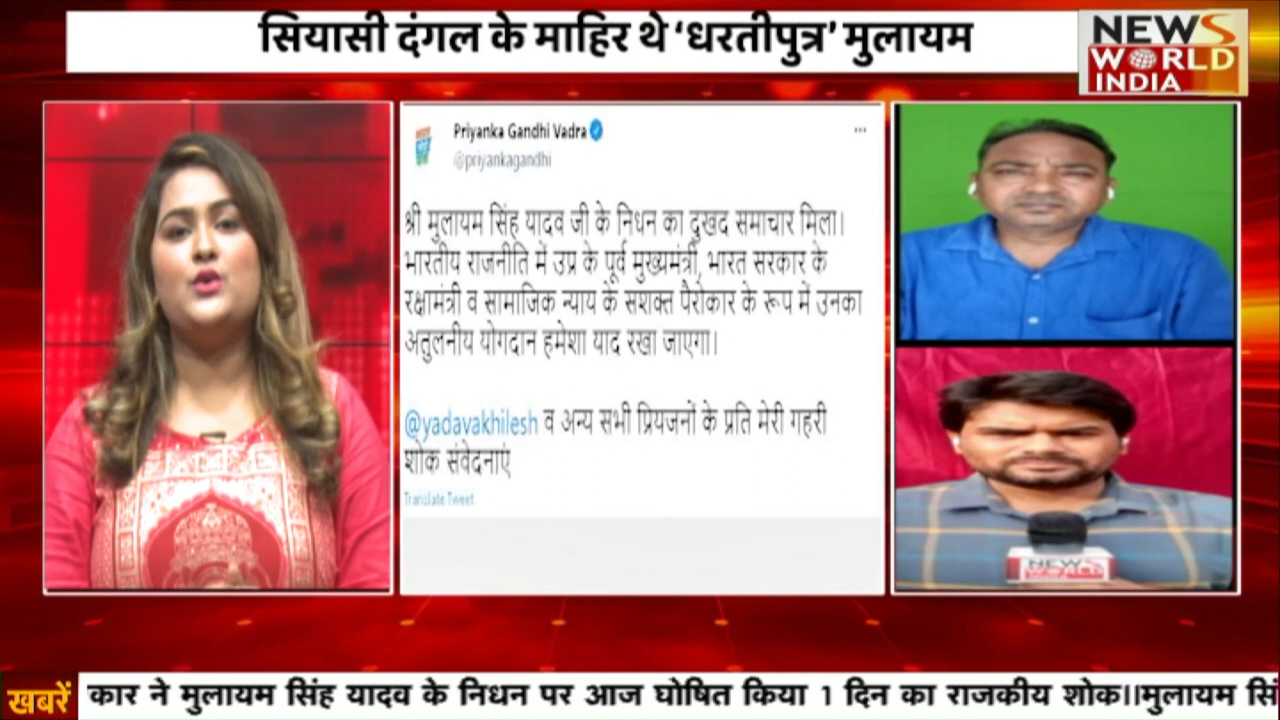 सियासी दंगल के माहिर थे ‘धरतीपुत्र’ मुलायम
NEWS
WORLD
INDIA
Priyanka Gandhi Vadra
@priyankagandhi
श्री मुलायम सिंह यादव जी के निधन का दुखद समाचार मिला।
भारतीय राजनीति में उप्र के पूर्व मुख्यमंत्री, भारत सरकार के
रक्षामंत्री व सामाजिक न्याय के सशक्त पैरोकार के रूप में उनका
अतुलनीय योगदान हमेशा याद रखा जाएगा।
@yadavakhilesh व अन्य सभी प्रियजनों के प्रति मेरी गहरी
शोक संवेदनाएं
Translate Tweet
NEWS
खबरें
कार ने मुलायम सिंह यादव के निधन पर आज घोषित किया 1 दिन का राजकीय शोक।।मुलायम सिं